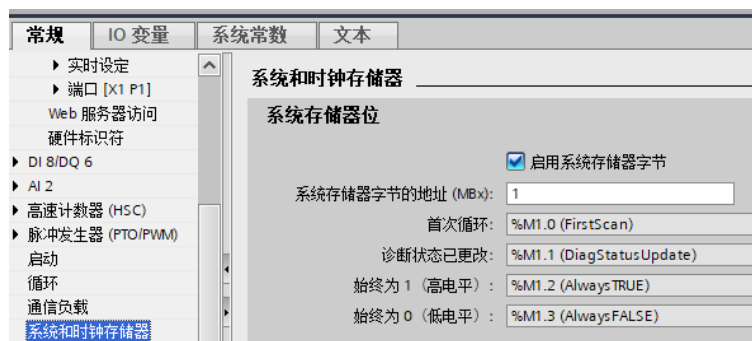 常规 IO 变量 系统常数 文本
实时设定
端口 [X1 P1]
Web 服务器访问
硬件标识符
DI 8/DQ 6
AI 2
高速计数器 (HSC)
脉冲发生器 (PTO/PWM)
启动
循环
通信负载
系统和时钟存储器
系统和时钟存储器
系统存储器位
启用系统存储器字节
系统存储器字节的地址 (MBx): 1
首次循环: %M1.0 (FirstScan)
诊断状态已更改: %M1.1 (DiagStatusUpdate)
始终为 1（高电平）: %M1.2 (AlwaysTRUE)
始终为 0（低电平）: %M1.3 (AlwaysFALSE)